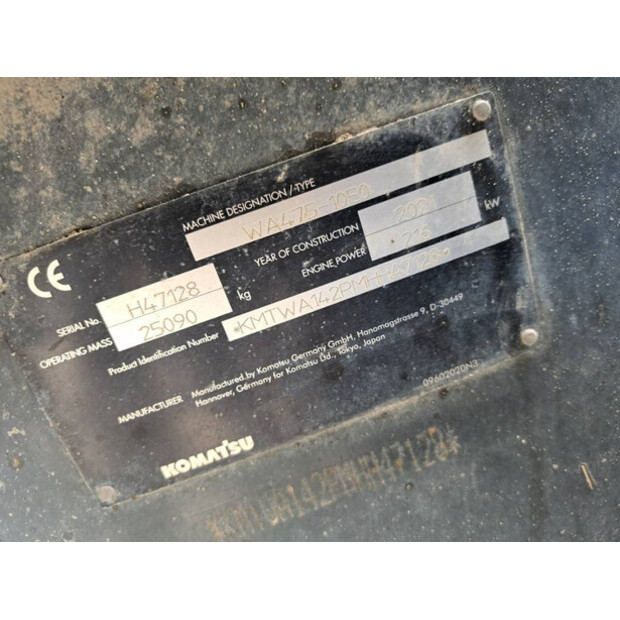 CE
MACHINE DESIGNATION /-TYPE WA475-10E0
YEAR OF CONSTRUCTION 2021
ENGINE POWER 216 kW
SERIAL No. H47128
OPERATING MASS 25090 kg
Product Identification Number
MANUFACTURER Manufactured by Komatsu Germany GmbH, Hanomagstrasse 9, D-30449
Hannover, Germany for Komatsu Ltd., Tokyo, Japan
09602020N3
KOMATSU